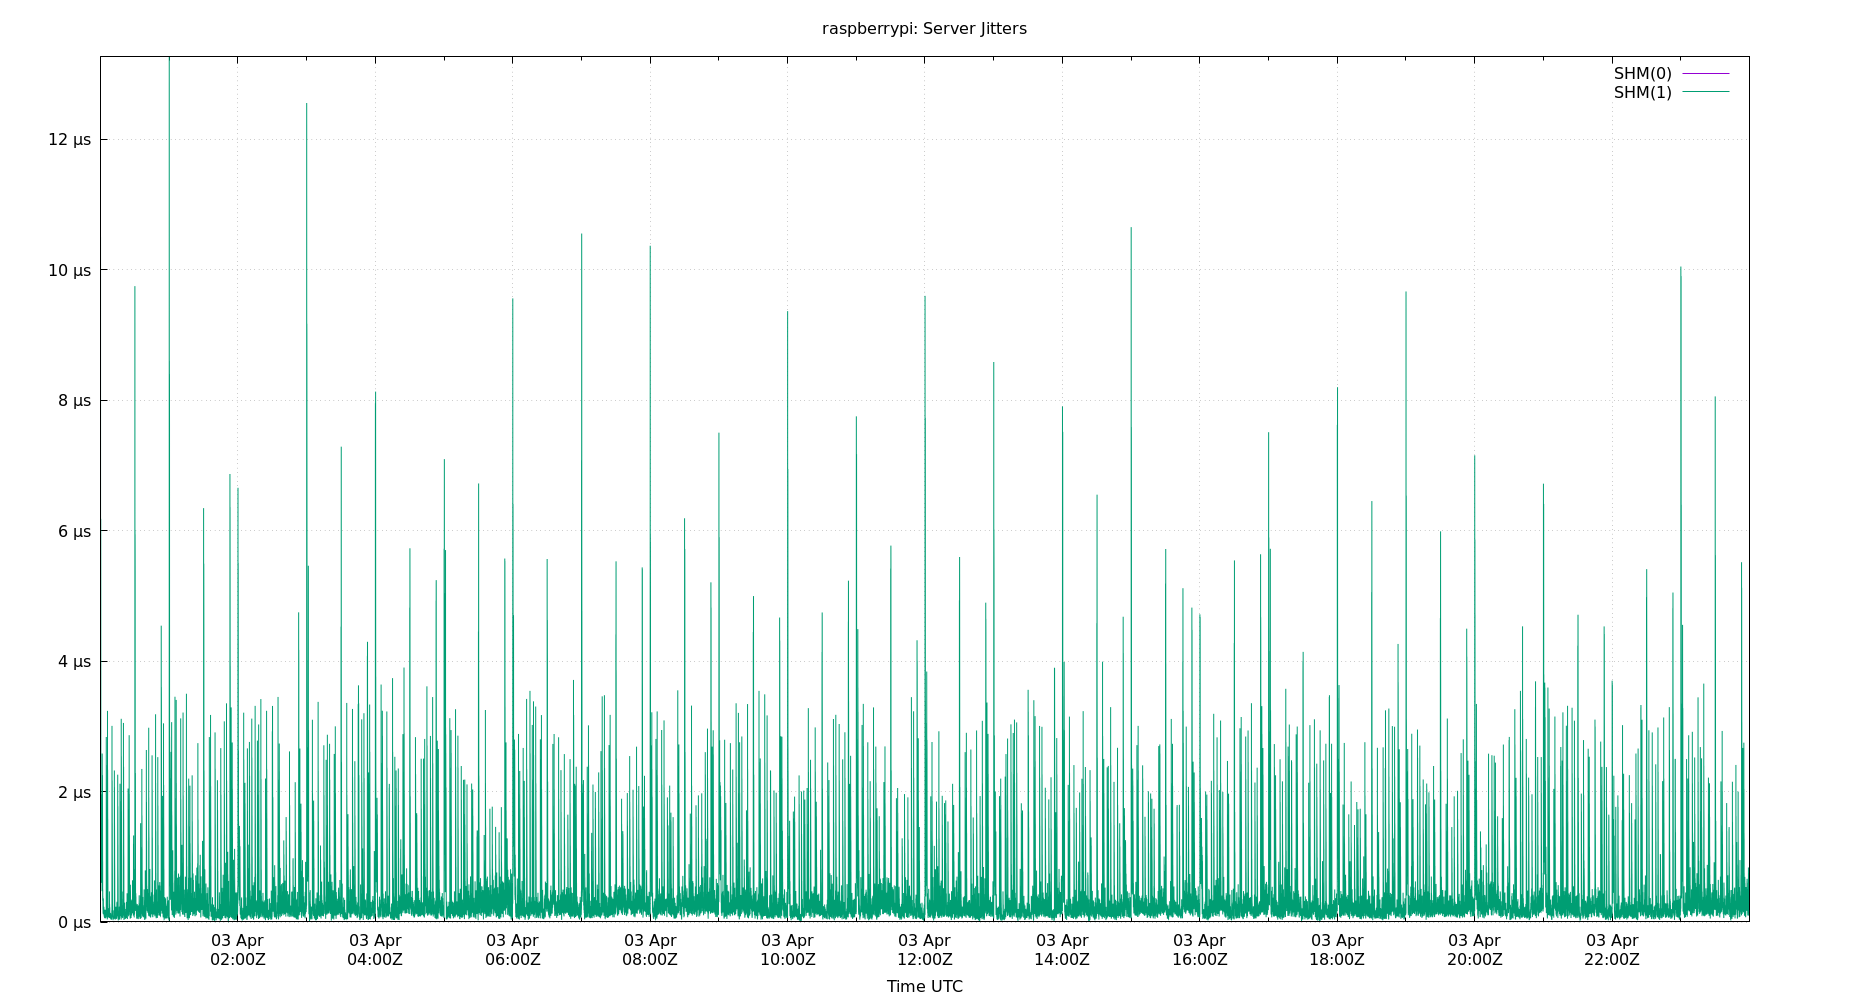 raspberrypi: Server Jitters
SHM(0)
SHM(1)
12 µs
10 µs
8 µs
6 µs
4 µs
2 µs
0 µs
03 Apr 03 Apr 03 Apr 03 Apr 03 Apr 03 Apr 03 Apr 03 Apr 03 Apr 03 Apr 03 Apr
02:00Z 04:00Z 06:00Z 08:00Z 10:00Z 12:00Z 14:00Z 16:00Z 18:00Z 20:00Z 22:00Z
Time UTC